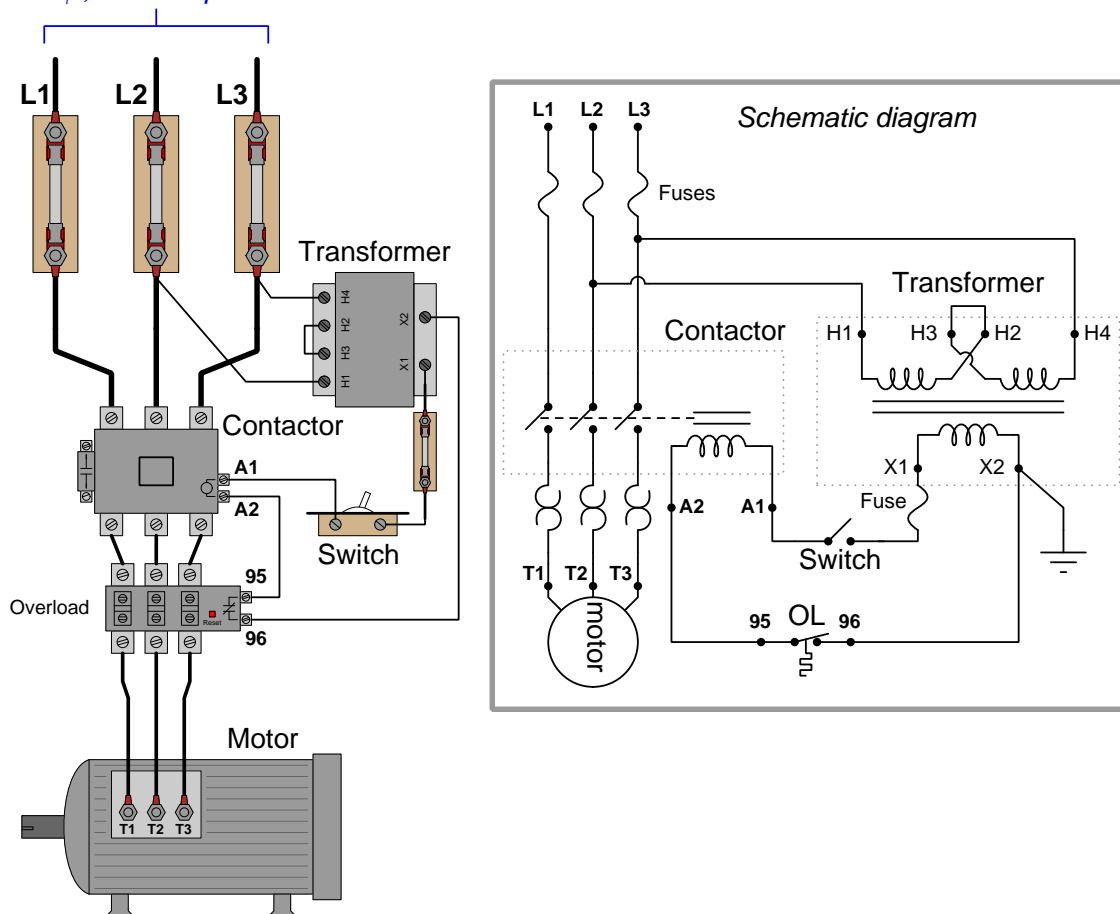 L1 L2 L3
Transformer
H4
H2
H3
H1
X2
X1
Contactor
A1
A2
Switch
95
Overload
Reset
96
Motor
T1 T2 T3
Schematic diagram
L1 L2 L3
Fuses
Transformer
Contactor
H1 H3 H2 H4
X1 X2
Fuse
A2 A1
Switch
T1 T2 T3
motor
95 OL 96